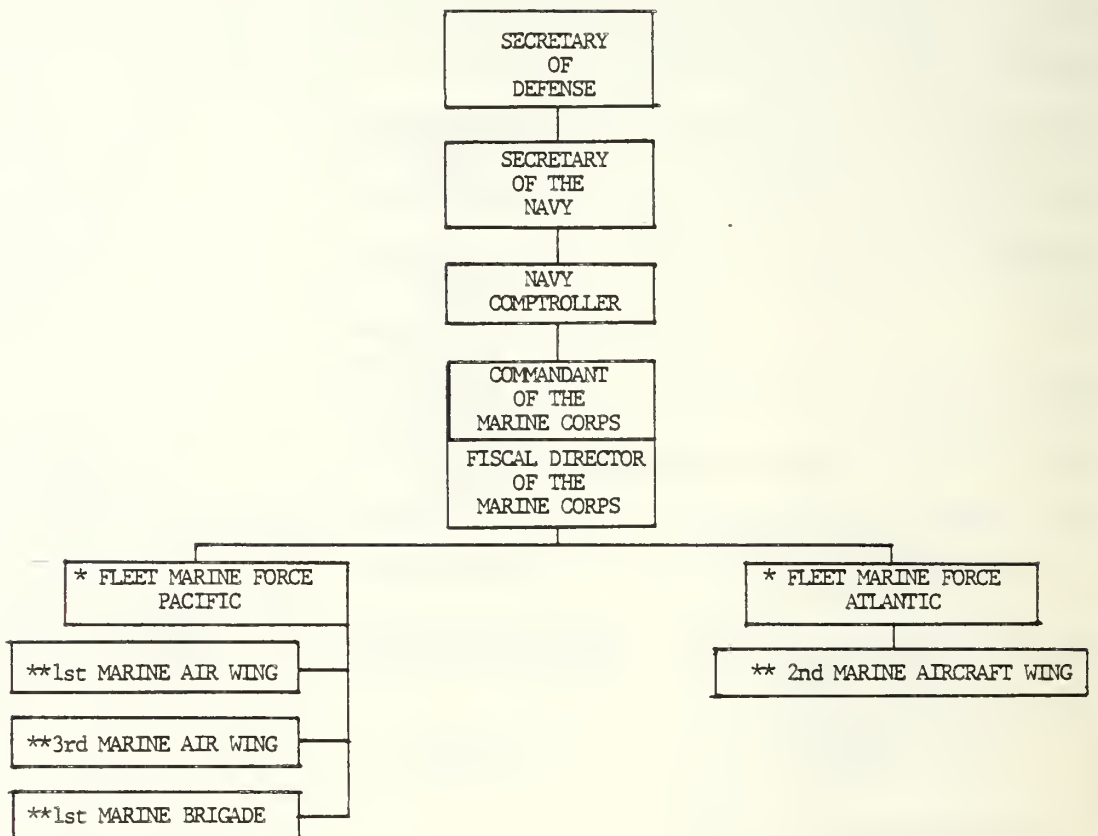 SECRETARY
OF
DEFENSE
SECRETARY
OF THE
NAVY
NAVY
COMPTROLLER
COMMANDANT
OF THE
MARINE CORPS
FISCAL DIRECTOR
OF THE
MARINE CORPS
* FLEET MARINE FORCE
PACIFIC
**1st MARINE AIR WING
**3rd MARINE AIR WING
**1st MARINE BRIGADE
* FLEET MARINE FORCE
ATLANTIC
** 2nd MARINE AIRCRAFT WING